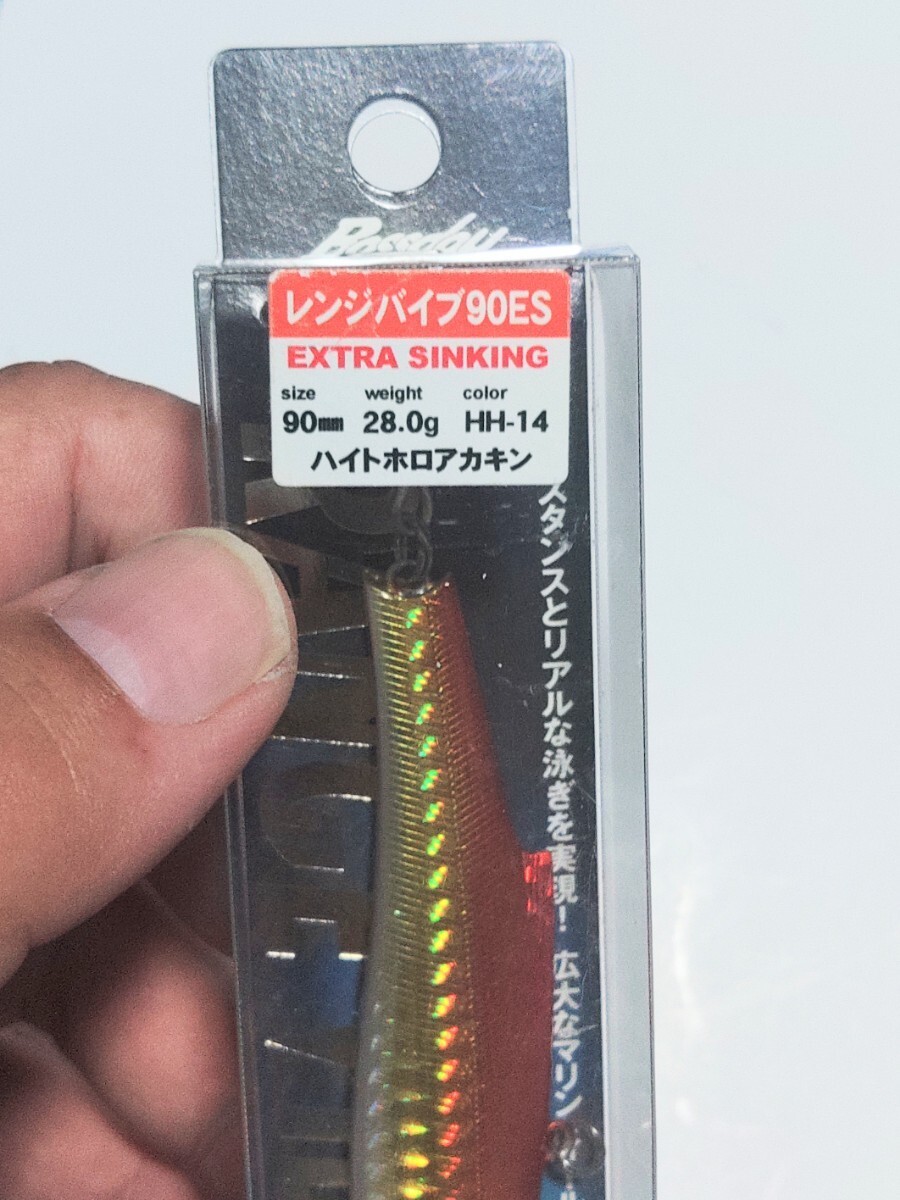 Bassday
レンジバイブ90ES
EXTRA SINKING
size weight color
90mm 28.0g HH-14
ハイトホロアカキン
スタンスとリアルな泳ぎを実現！広大なマリン